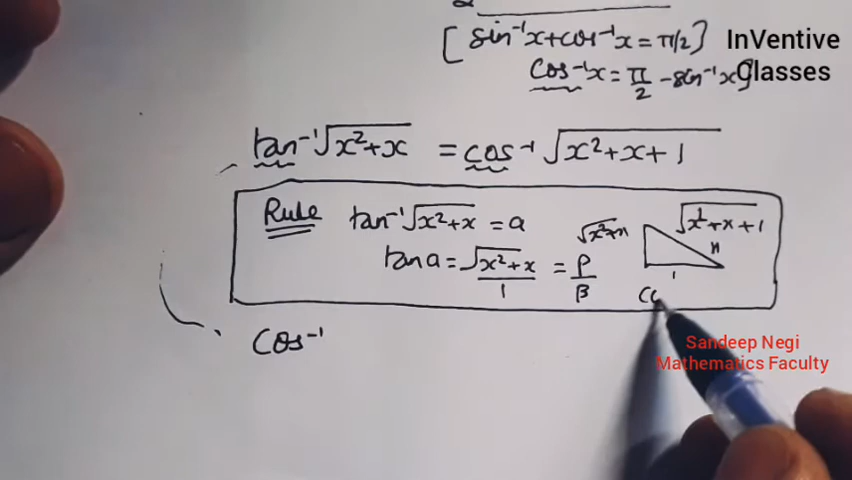 [ sin⁻¹x+cos⁻¹x = π/2 ]
InVentive
Cos⁻¹x = π/2 - sin⁻¹x ]
Classes
tan⁻¹√(x²+x) = cos⁻¹ √(x²+x+1)
Rule tan⁻¹√(x²+x) = a
√(x²+x) √(x²+x+1)
tan a = √(x²+x)/1 = P/B
H
1
Co
Cos⁻¹
Sandeep Negi
Mathematics Faculty